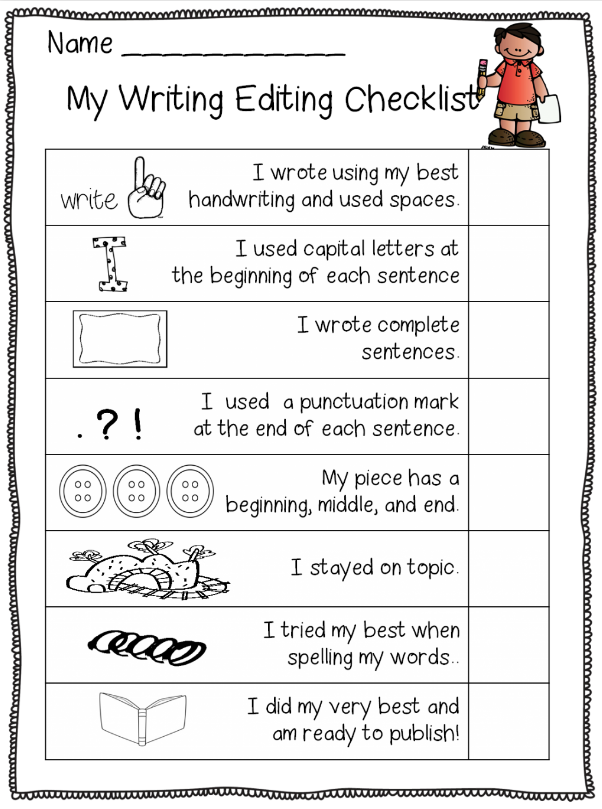 Name ___________
My Writing Editing Checklist
write
I wrote using my best
handwriting and used spaces.
I
I used capital letters at
the beginning of each sentence
I wrote complete
sentences.
. ? !
I used a punctuation mark
at the end of each sentence.
My piece has a
beginning, middle, and end.
I stayed on topic.
I tried my best when
spelling my words..
I did my very best and
am ready to publish!